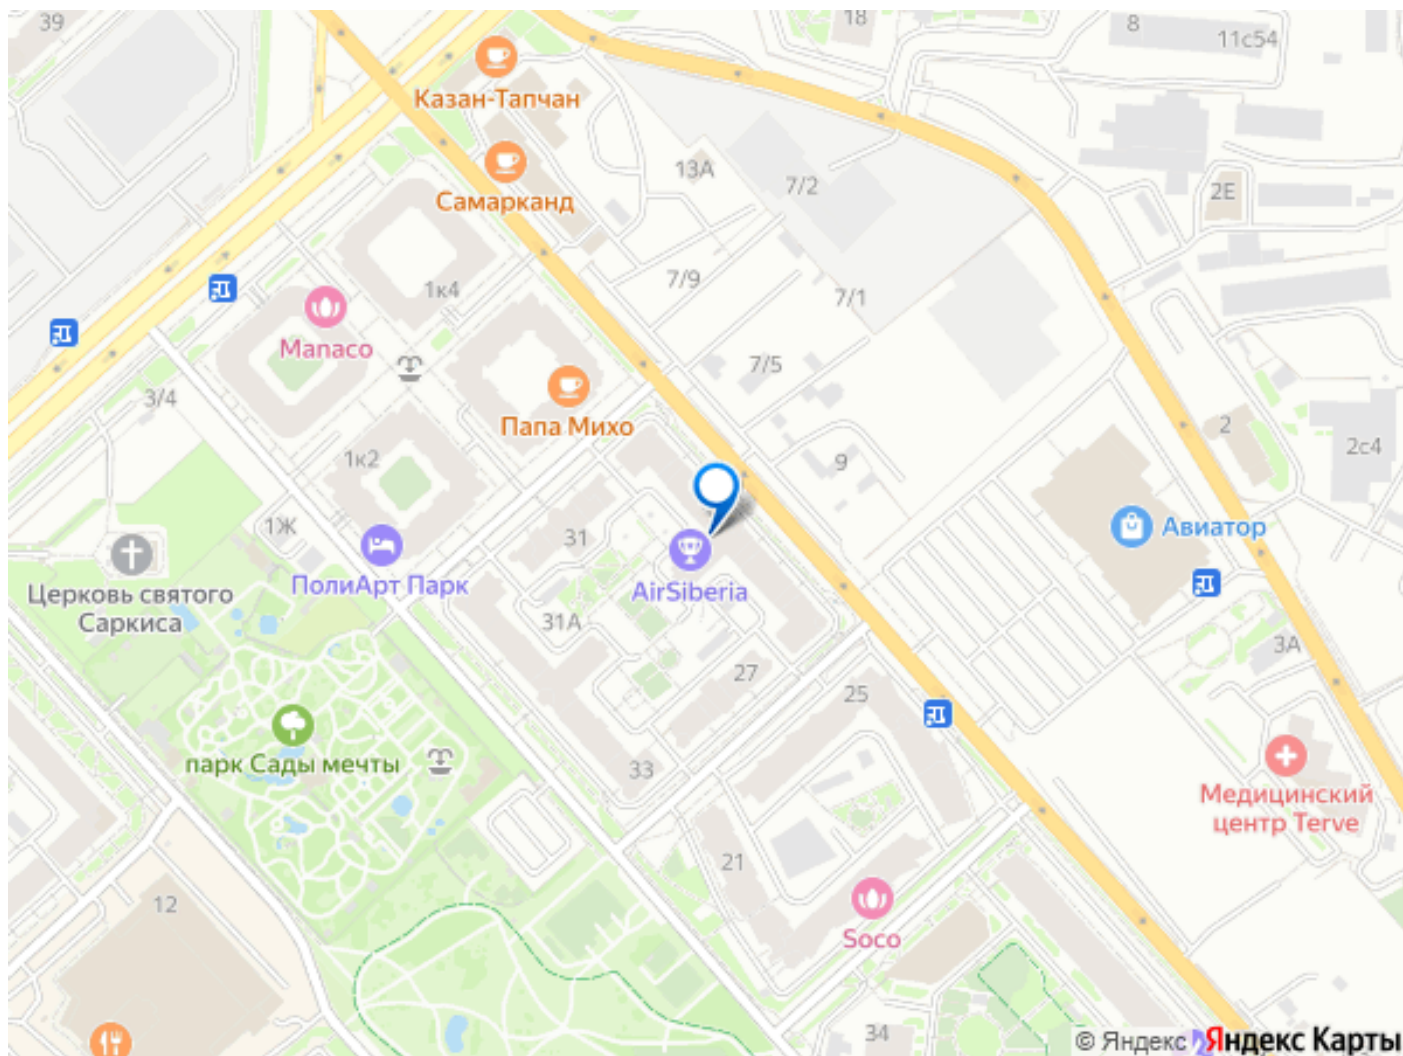 39
18
8
11с54
Казан-Тапчан
13А
7/2
2Е
Самарканд
7/9
1к4
7/1
Manaco
7/5
3/4
Папа Михо
2
2с4
1к2
9
1Ж
31
Авиатор
ПолиАрт Парк
AirSiberia
Церковь святого
Саркиса
31А
3А
27
25
парк Сады мечты
33
Медицинский
центр Terve
21
12
Soco
34
© Яндекс
Яндекс Карты